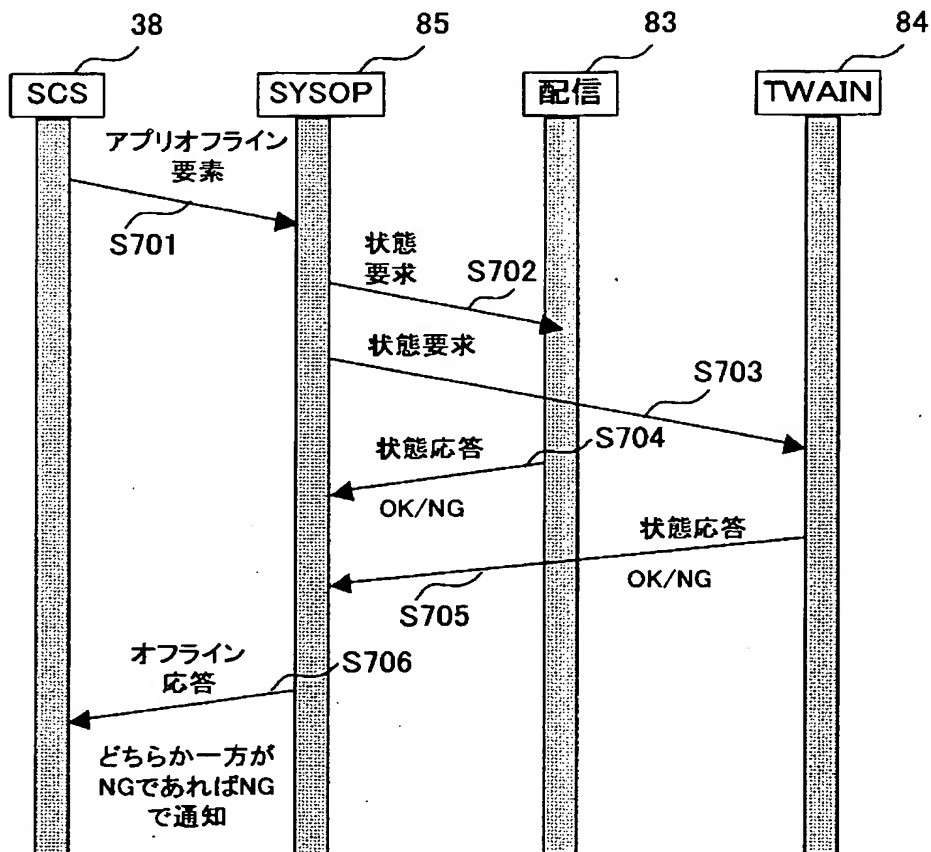 38
85
83
84
SCS
SYSOP
配信
TWAIN
アプリオフライン
要素
S701
状態
要求
S702
状態要求
S703
状態応答
S704
OK/NG
状態応答
OK/NG
S705
オフライン
応答
S706
どちらか一方が
NGであればNG
で通知